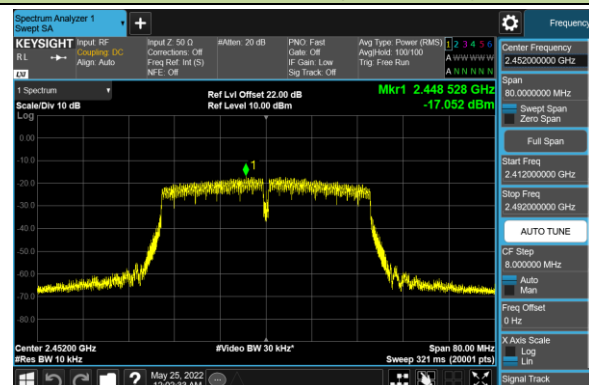 Spectrum Analyzer 1
Swept SA
Frequency
KEYSIGHT
RL
LXI
Input: RF
Coupling: DC
Align: Auto
Input Z: 50 Ω
Corrections: Off
Freq Ref: Int (S)
NFE: Off
#Atten: 20 dB
PNO: Fast
Gate: Off
IF Gain: Low
Sig Track: Off
Avg Type: Power (RMS)
Avg|Hold: 100/100
Trig: Free Run
1 2 3 4 5 6
A W W W W W
A N N N N N
1 Spectrum
Scale/Div 10 dB
Log
Ref Lvl Offset 22.00 dB
Ref Level 10.00 dBm
Mkr1 2.448 528 GHz
-17.052 dBm
0.00
-10.0
-20.0
-30.0
-40.0
-50.0
-60.0
-70.0
-80.0
1
Center 2.45200 GHz
#Res BW 10 kHz
#Video BW 30 kHz*
Span 80.00 MHz
Sweep 321 ms (20001 pts)
Center Frequency
2.452000000 GHz
Span
80.0000000 MHz
Swept Span
Zero Span
Full Span
Start Freq
2.412000000 GHz
Stop Freq
2.492000000 GHz
AUTO TUNE
CF Step
8.000000 MHz
Auto
Man
Freq Offset
0 Hz
X Axis Scale
Log
Lin
Signal Track
?
May 25, 2022